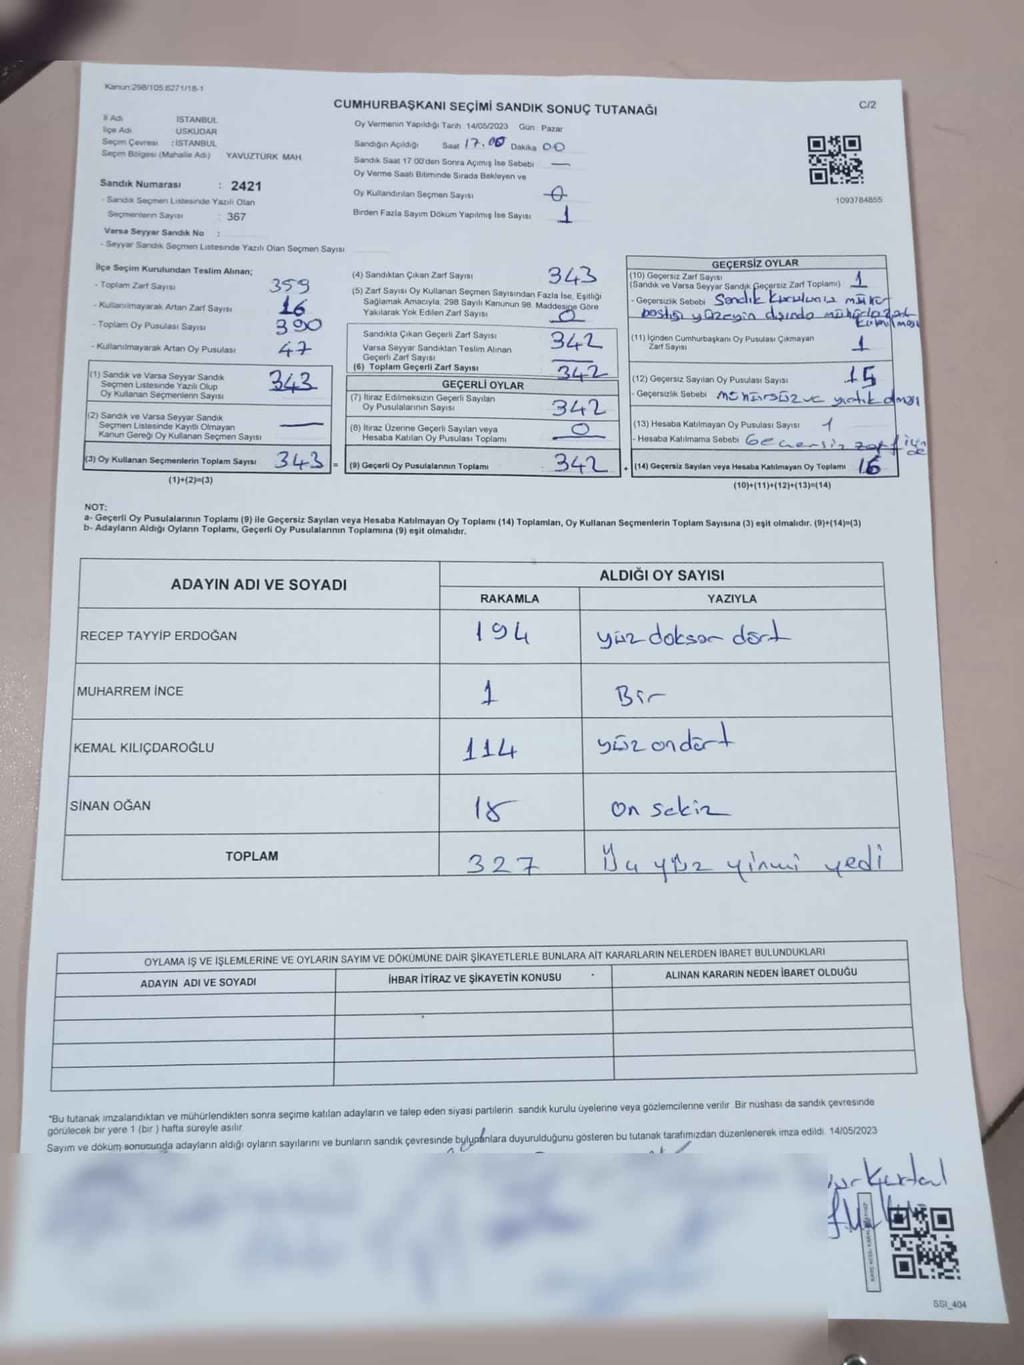 Kanun:298/105:6271/18-1
CUMHURBAŞKANI SEÇİMİ SANDIK SONUÇ TUTANAĞI
C/2
İl Adı İSTANBUL
İlçe Adı ÜSKÜDAR
Seçim Çevresi : İSTANBUL
Seçim Bölgesi (Mahalle Adı) YAVUZTÜRK MAH.
Sandık Numarası : 2421
- Sandık Seçmen Listesinde Yazılı Olan
Seçmenlerin Sayısı : 367
Varsa Seyyar Sandık No :
- Seyyar Sandık Seçmen Listesinde Yazılı Olan Seçmen Sayısı
Oy Vermenin Yapıldığı Tarih :14/05/2023 Gün : Pazar
Sandığın Açıldığı Saat 17.00 Dakika 00
Sandık Saat 17:00'den Sonra Açımış İse Sebebi —
Oy Verme Saati Bitiminde Sırada Bekleyen ve
Oy Kullandırılan Seçmen Sayısı 0
Birden Fazla Sayım Döküm Yapılmış İse Sayısı 1
1093784855
İlçe Seçim Kurulundan Teslim Alınan;
- Toplam Zarf Sayısı 359
- Kullanılmayarak Artan Zarf Sayısı 16
- Toplam Oy Pusulası Sayısı 390
- Kullanılmayarak Artan Oy Pusulası 47
(1) Sandık ve Varsa Seyyar Sandık
Seçmen Listesinde Yazılı Olup
Oy Kullanan Seçmenlerin Sayısı 343
(2) Sandık ve Varsa Seyyar Sandık
Seçmen Listesinde Kayıtlı Olmayan
Kanun Gereği Oy Kullanan Seçmen Sayısı —
(3) Oy Kullanan Seçmenlerin Toplam Sayısı 343 =
(1)+(2)=(3)
(4) Sandıktan Çıkan Zarf Sayısı 343
(5) Zarf Sayısı Oy Kullanan Seçmen Sayısından Fazla İse, Eşitliği
Sağlamak Amacıyla, 298 Sayılı Kanunun 98. Maddesine Göre
Yakılarak Yok Edilen Zarf Sayısı 0
Sandıkta Çıkan Geçerli Zarf Sayısı 342
Varsa Seyyar Sandıktan Teslim Alınan
Geçerli Zarf Sayısı —
(6) Toplam Geçerli Zarf Sayısı 342
GEÇERLİ OYLAR
(7) İtiraz Edilmeksizin Geçerli Sayılan
Oy Pusulalarının Sayısı 342
(8) İtiraz Üzerine Geçerli Sayılan veya
Hesaba Katılan Oy Pusulası Toplamı 0
(9) Geçerli Oy Pusulalarının Toplamı 342 +
GEÇERSİZ OYLAR
(10) Geçersiz Zarf Sayısı 1
(Sandık ve Varsa Seyyar Sandık Geçersiz Zarf Toplamı)
- Geçersizlik Sebebi Sandık Kurulunuz mühür
boşluğu yüzeyin dışında
(11) İçinden Cumhurbaşkanı Oy Pusulası Çıkmayan
Zarf Sayısı 1
(12) Geçersiz Sayılan Oy Pusulası Sayısı 15
- Geçersizlik Sebebi mühürsüz ve yırtık olması
(13) Hesaba Katılmayan Oy Pusulası Sayısı 1
- Hesaba Katılmama Sebebi Geçersiz zarf içinde
(14) Geçersiz Sayılan veya Hesaba Katılmayan Oy Toplamı 16
(10)+(11)+(12)+(13)=(14)
NOT:
a- Geçerli Oy Pusulalarının Toplamı (9) ile Geçersiz Sayılan veya Hesaba Katılmayan Oy Toplamı (14) Toplamları, Oy Kullanan Seçmenlerin Toplam Sayısına (3) eşit olmalıdır. (9)+(14)=(3)
b- Adayların Aldığı Oyların Toplamı, Geçerli Oy Pusulalarının Toplamına (9) eşit olmalıdır.
ADAYIN ADI VE SOYADI
ALDIĞI OY SAYISI
RAKAMLA YAZIYLA
RECEP TAYYİP ERDOĞAN 194 yüz doksan dört
MUHARREM İNCE 1 Bir
KEMAL KILIÇDAROĞLU 114 yüz on dört
SİNAN OĞAN 18 on sekiz
TOPLAM 327 Üç yüz yirmi yedi
OYLAMA İŞ VE İŞLEMLERİNE VE OYLARIN SAYIM VE DÖKÜMÜNE DAİR ŞİKAYETLERLE BUNLARA AİT KARARLARIN NELERDEN İBARET BULUNDUKLARI
ADAYIN ADI VE SOYADI İHBAR İTİRAZ VE ŞİKAYETİN KONUSU ALINAN KARARIN NEDEN İBARET OLDUĞU
*Bu tutanak imzalandıktan ve mühürlendikten sonra seçime katılan adayların ve talep eden siyasi partilerin sandık kurulu üyelerine veya gözlemcilerine verilir. Bir nüshası da sandık çevresinde
görülecek bir yere 1 (bir ) hafta süreyle asılır.
Sayım ve döküm sonucunda adayların aldığı oyların sayılarını ve bunların sandık çevresinde bulunanlara duyurulduğunu gösteren bu tutanak tarafımızdan düzenlenerek imza edildi. 14/05/2023
SSI_404